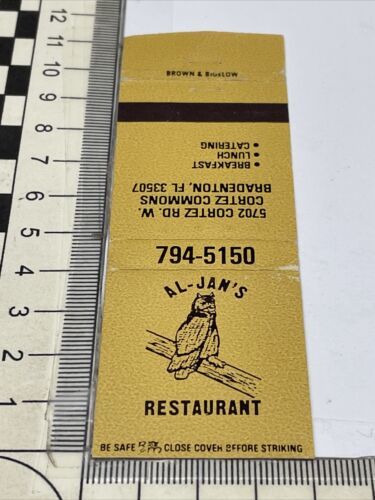 BROWN & BIGELOW
5702 CORTEZ RD. W.
CORTEZ COMMONS
BRADENTON, FL 33507
• BREAKFAST
• LUNCH
• CATERING
794-5150
AL-JAN'S
RESTAURANT
BE SAFE CLOSE COVER BEFORE STRIKING
12
11
10
9
8
7
6
5
4
3
2
1